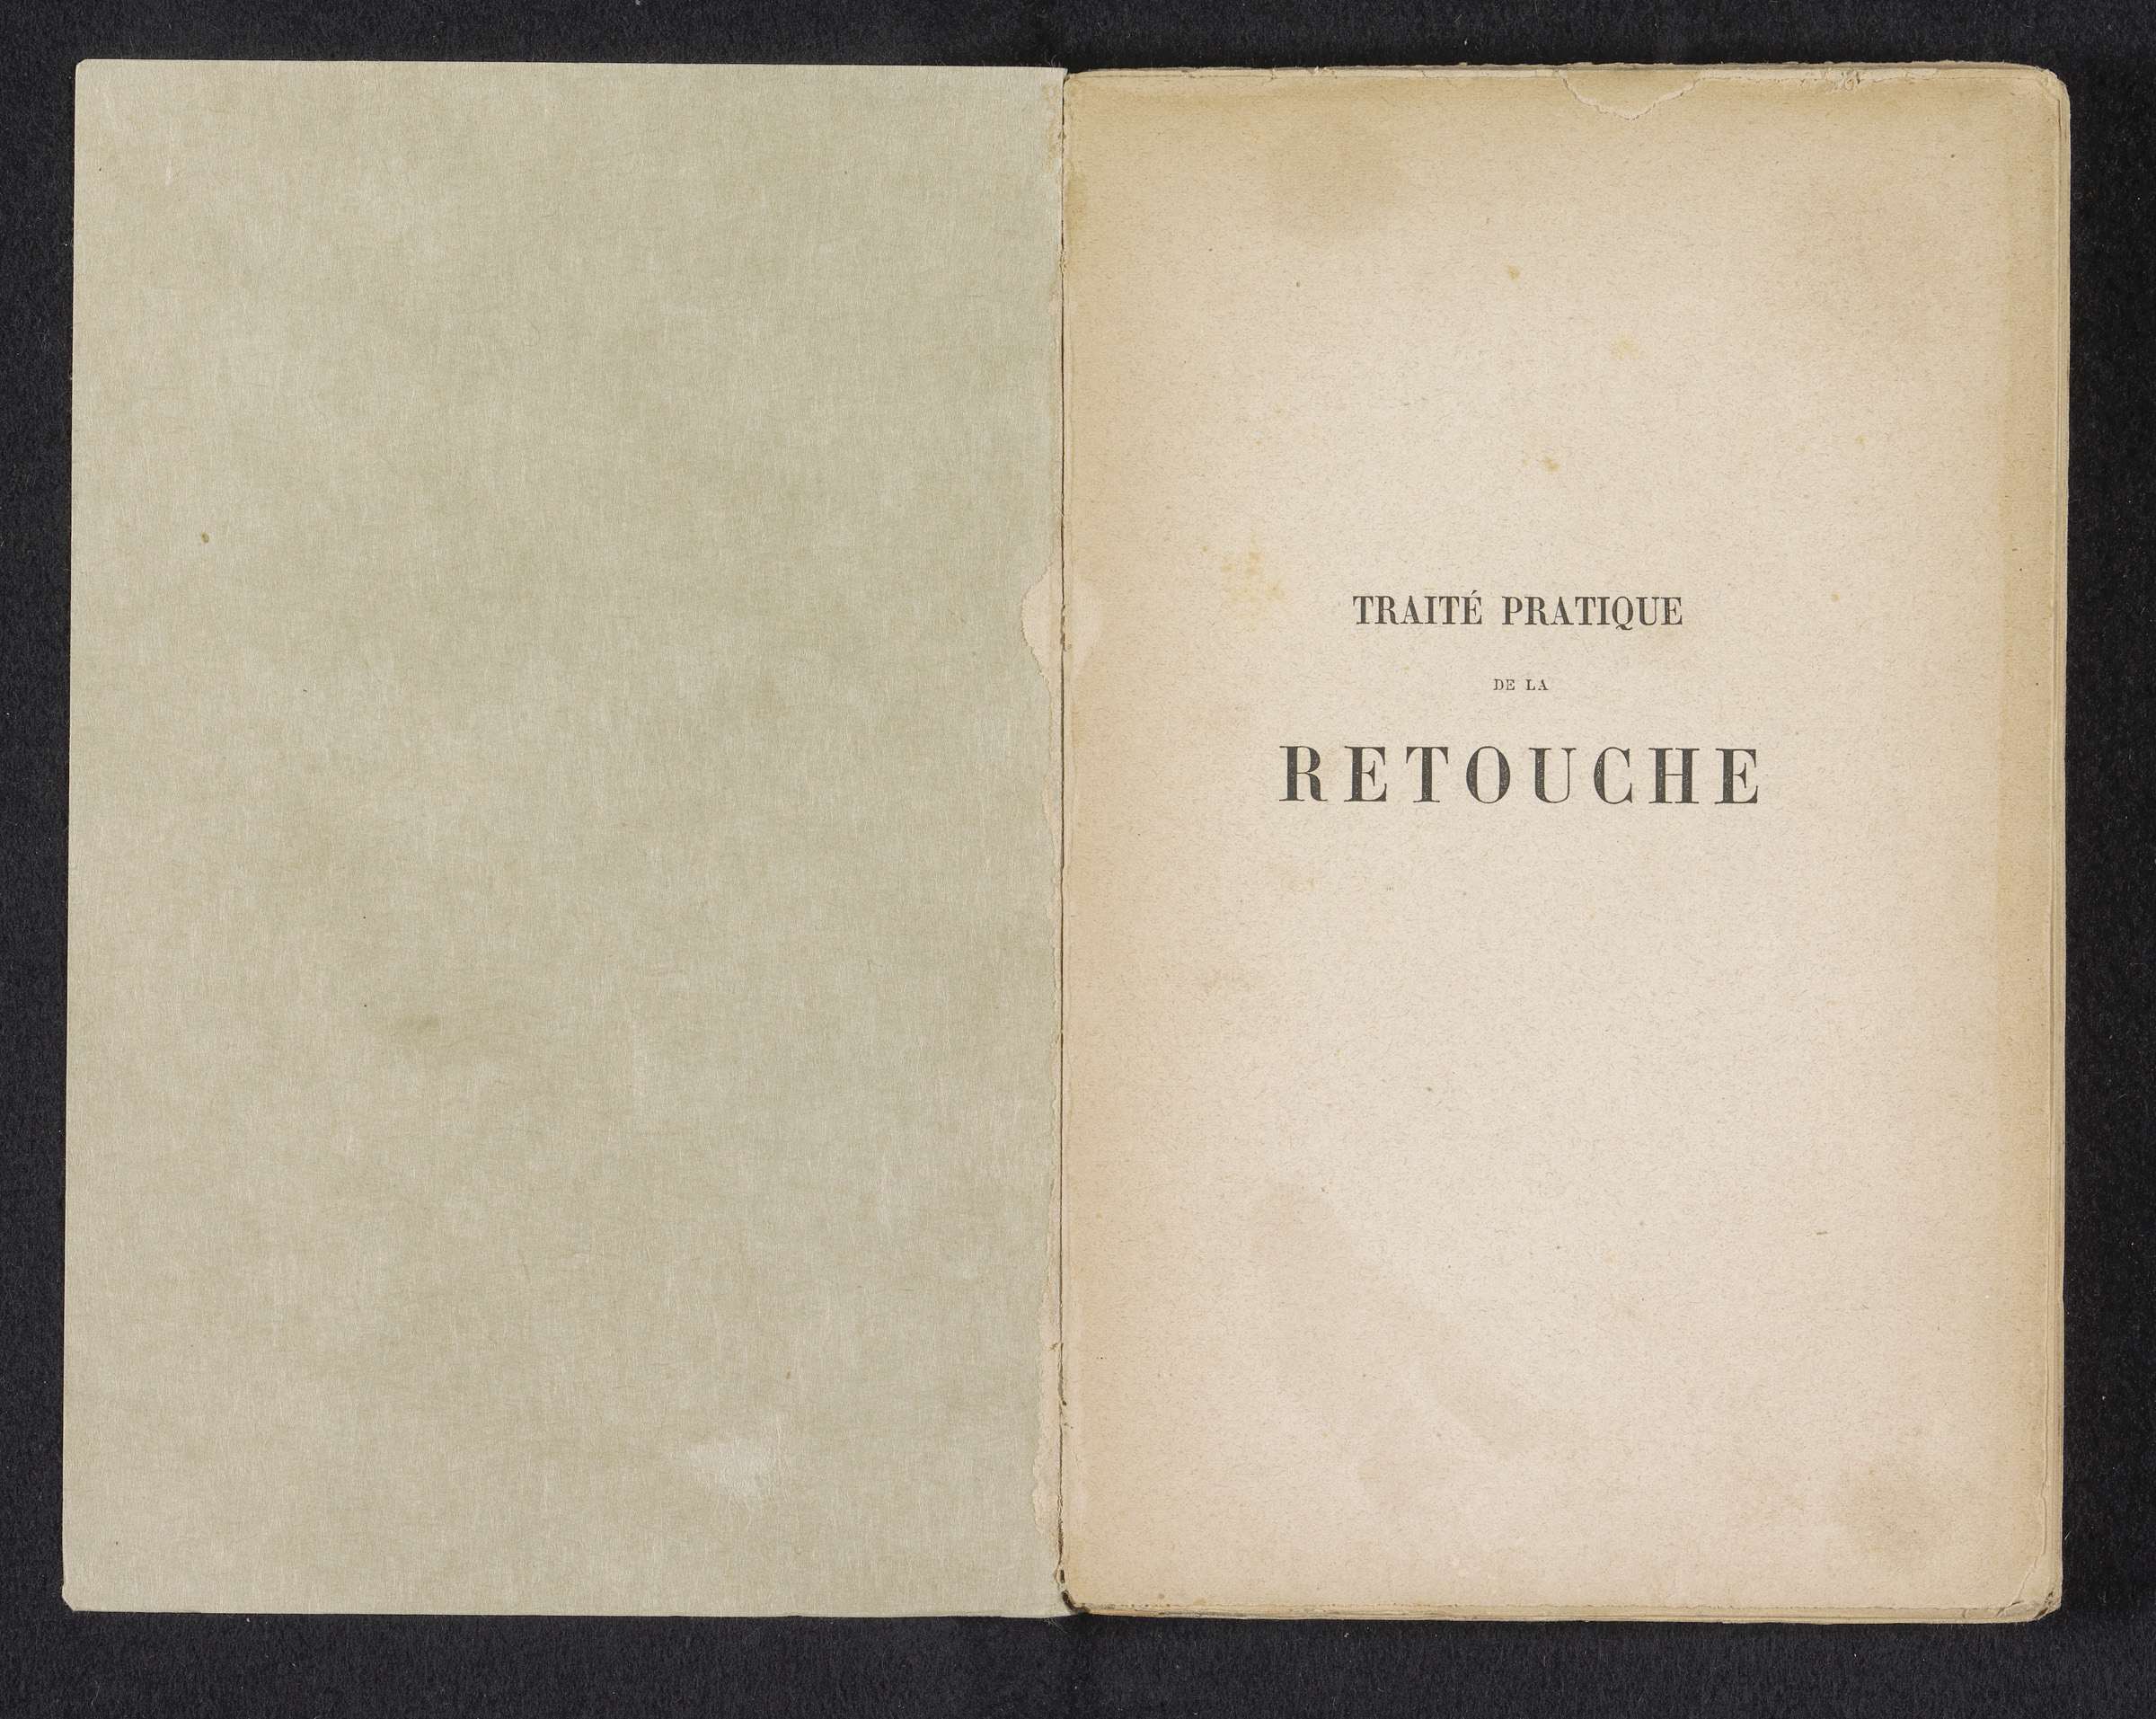 TRAITÉ PRATIQUE
DE LA
RETOUCHE